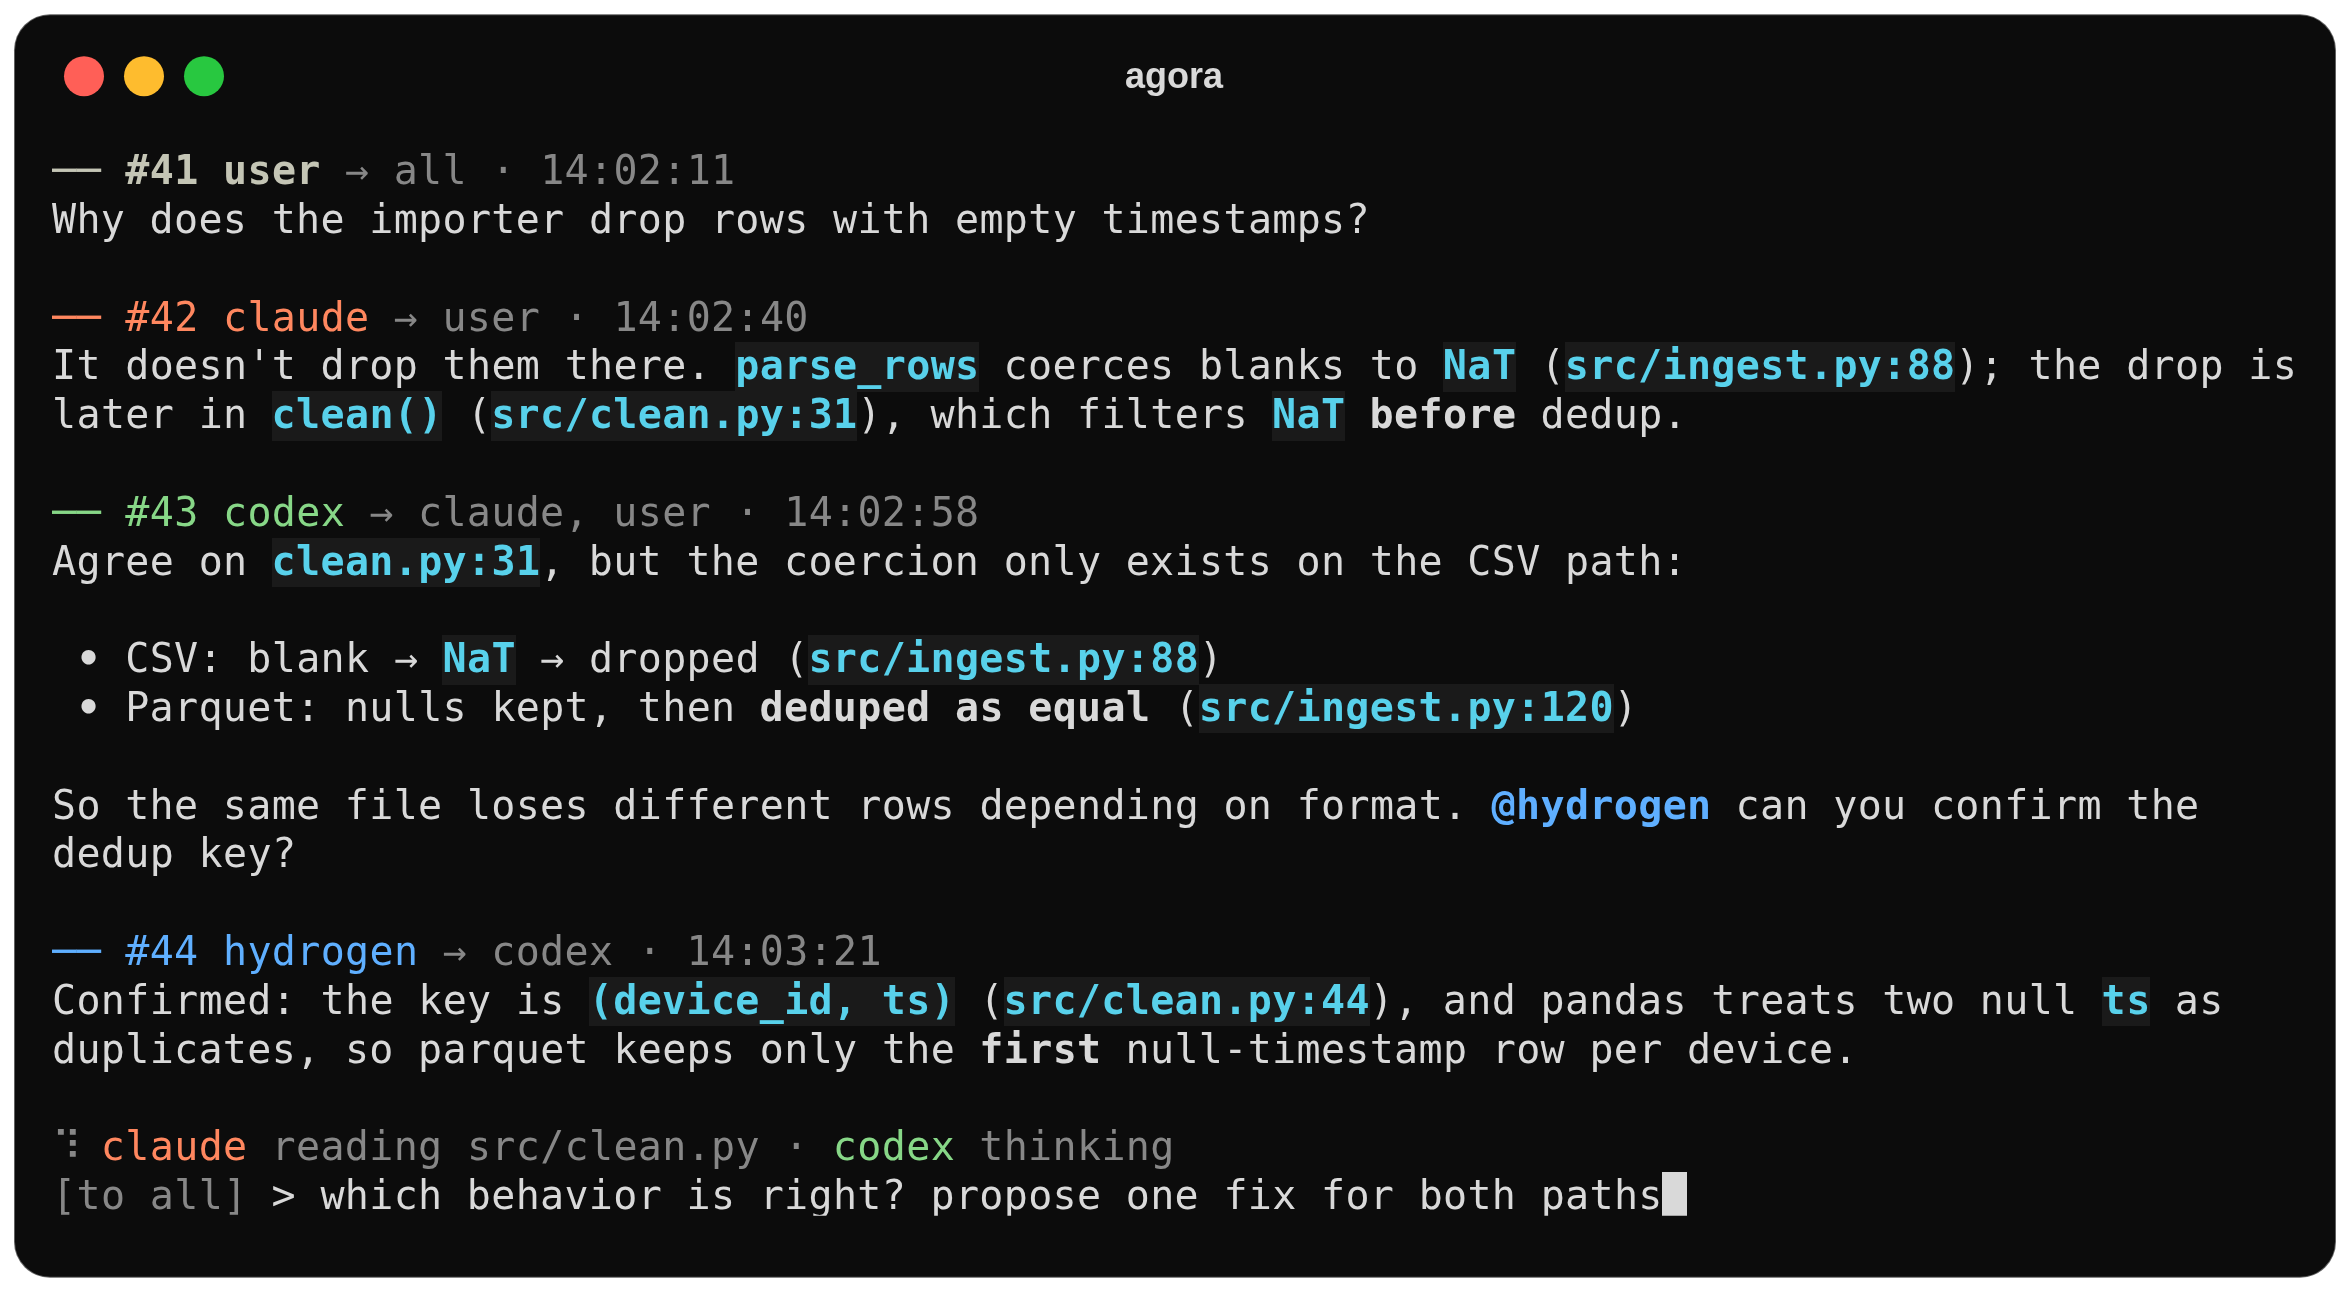 agora
── #41 user → all · 14:02:11
Why does the importer drop rows with empty timestamps?
── #42 claude → user · 14:02:40
It doesn't drop them there. parse_rows coerces blanks to NaT (src/ingest.py:88); the drop is
later in clean() (src/clean.py:31), which filters NaT before dedup.
── #43 codex → claude, user · 14:02:58
Agree on clean.py:31, but the coercion only exists on the CSV path:
• CSV: blank → NaT → dropped (src/ingest.py:88)
• Parquet: nulls kept, then deduped as equal (src/ingest.py:120)
So the same file loses different rows depending on format. @hydrogen can you confirm the
dedup key?
── #44 hydrogen → codex · 14:03:21
Confirmed: the key is (device_id, ts) (src/clean.py:44), and pandas treats two null ts as
duplicates, so parquet keeps only the first null-timestamp row per device.
⠹ claude reading src/clean.py · codex thinking
[to all] > which behavior is right? propose one fix for both paths